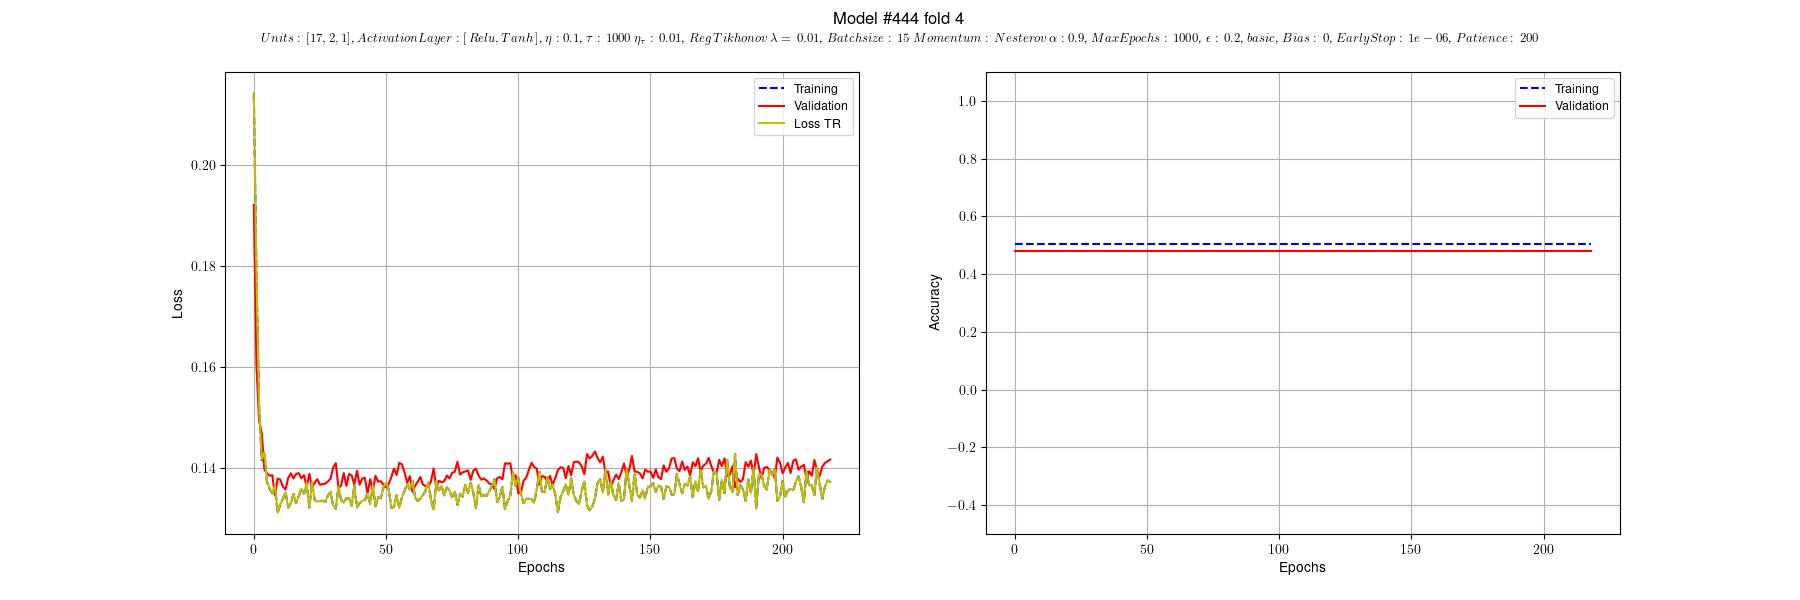 Model #444 fold 4
Units : [17, 2, 1], ActivationLayer : [ Relu, Tanh ], η : 0.1, τ : 1000 ητ : 0.01, Reg Tikhonov λ = 0.01, Batchsize : 15 Momentum : Nesterov α : 0.9, MaxEpochs : 1000, ϵ : 0.2, basic, Bias : 0, EarlyStop : 1e − 06, Patience : 200
Training
Validation
Loss TR
0.20
0.18
0.16
0.14
Loss
0
50
100
150
200
Epochs
Training
Validation
1.0
0.8
0.6
0.4
0.2
0.0
−0.2
−0.4
Accuracy
0
50
100
150
200
Epochs